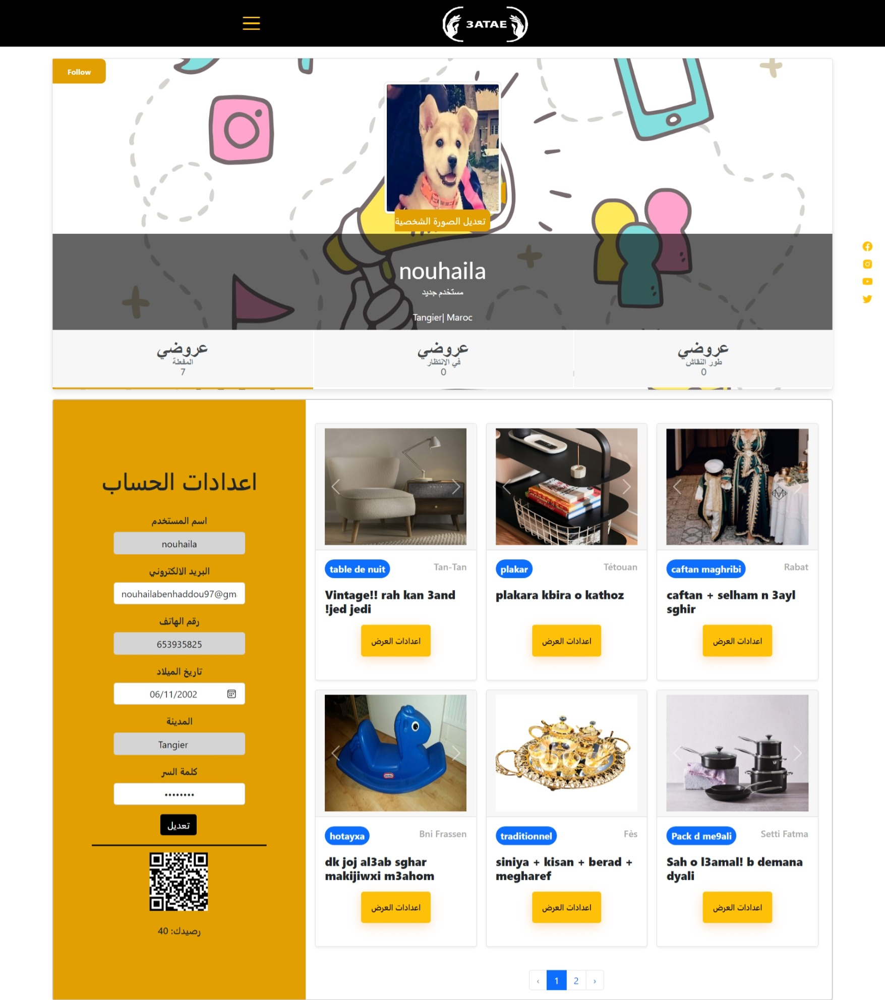 3ATAE
Follow
تعديل الصورة الشخصية
nouhaila
مستخدم جديد
Tangier| Maroc
عروضي
المفعلة
7
عروضي
في الانتظار
0
عروضي
طور النقاش
0
اعدادات الحساب
اسم المستخدم
nouhaila
البريد الالكتروني
nouhailabenhaddou97@gm
رقم الهاتف
653935825
تاريخ الميلاد
06/11/2002
المدينة
Tangier
كلمة السر
••••••••
تعديل
رصيدك: 40
table de nuit
Tan-Tan
Vintage!! rah kan 3and
!jed jedi
اعدادات العرض
plakar
Tétouan
plakara kbira o kathoz
اعدادات العرض
caftan maghribi
Rabat
caftan + selham n 3ayl
sghir
اعدادات العرض
hotayxa
Bni Frassen
dk joj al3ab sghar
makijiwxi m3ahom
اعدادات العرض
traditionnel
Fès
siniya + kisan + berad +
megharef
اعدادات العرض
Pack d me9ali
Setti Fatma
Sah o l3amal! b demana
dyali
اعدادات العرض
‹ 1 2 ›